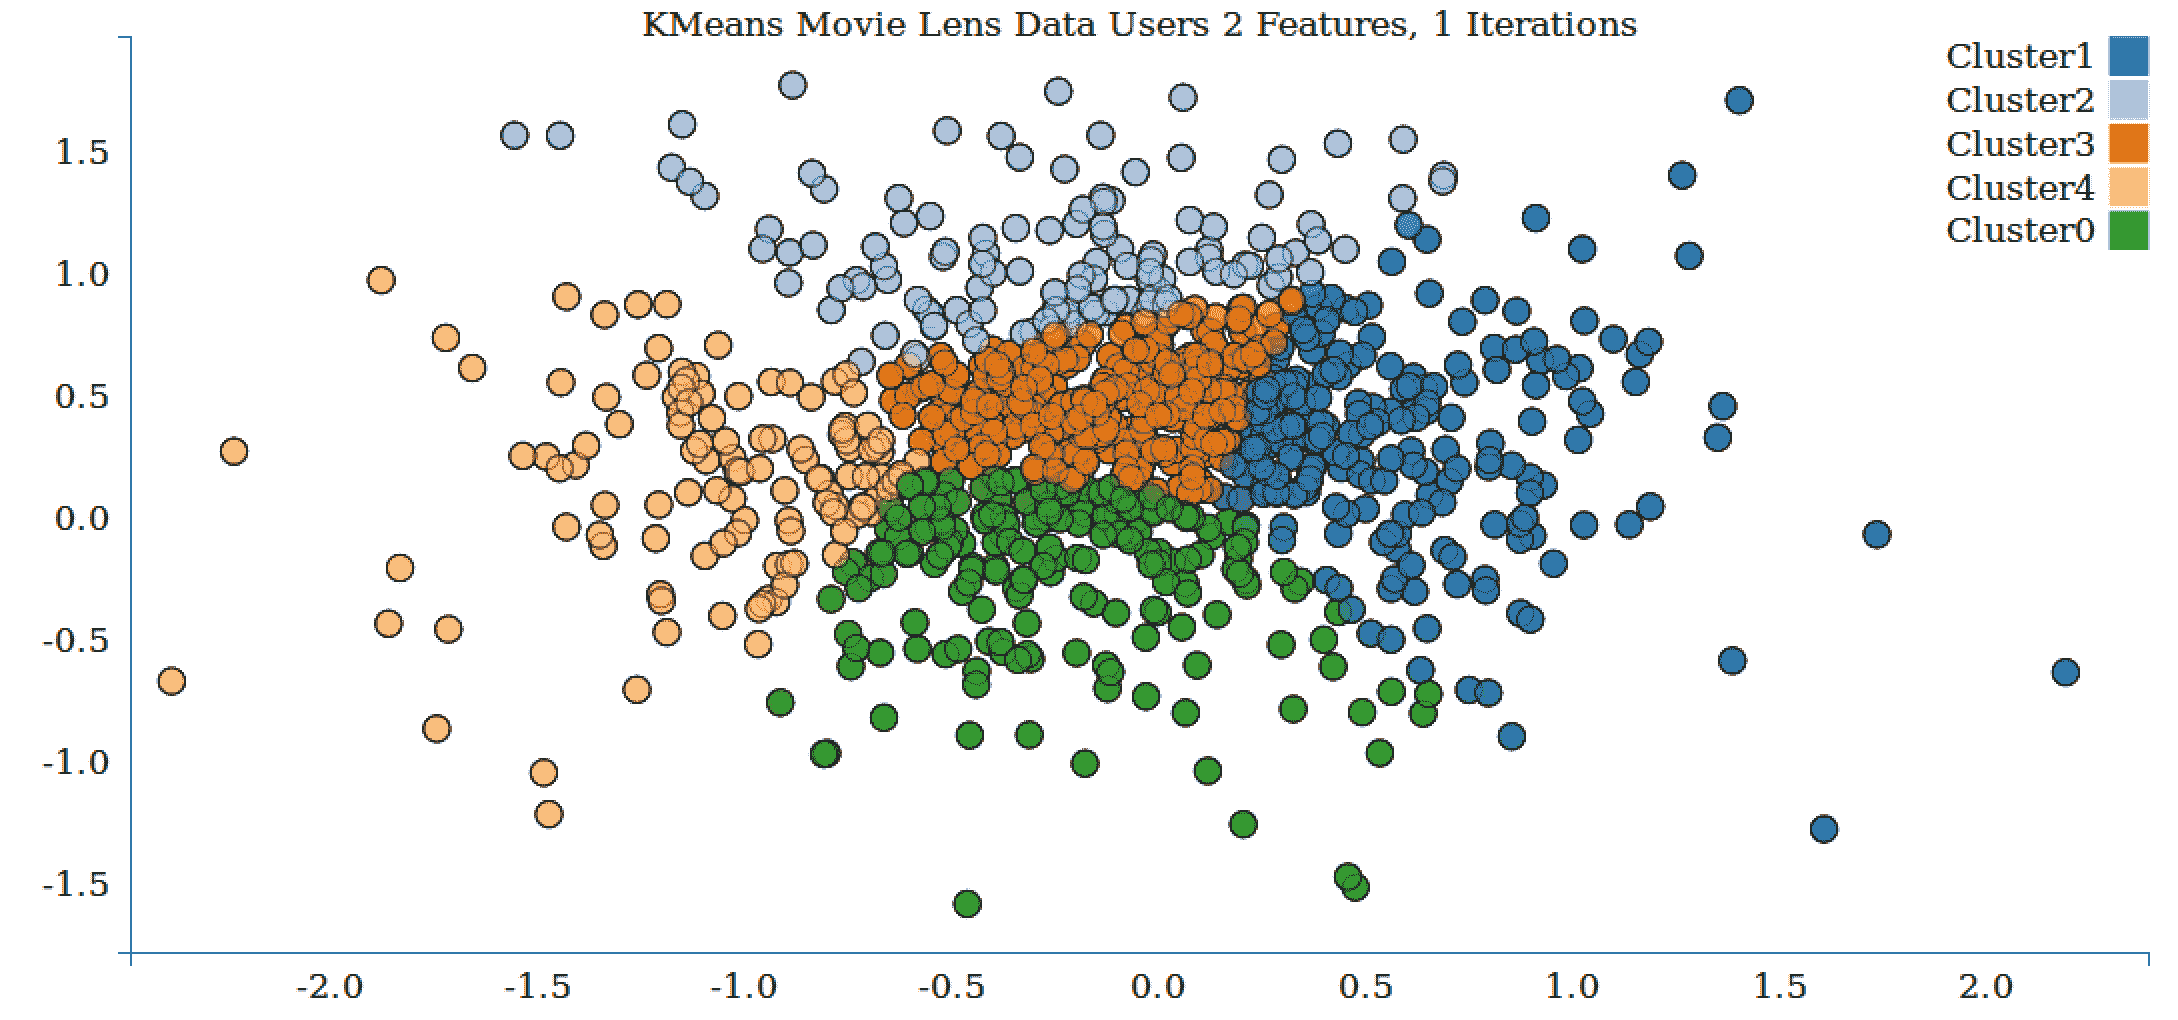 KMeans Movie Lens Data Users 2 Features, 1 Iterations
Cluster1
Cluster2
Cluster3
Cluster4
Cluster0
1.5
1.0
0.5
0.0
-0.5
-1.0
-1.5
-2.0 -1.5 -1.0 -0.5 0.0 0.5 1.0 1.5 2.0